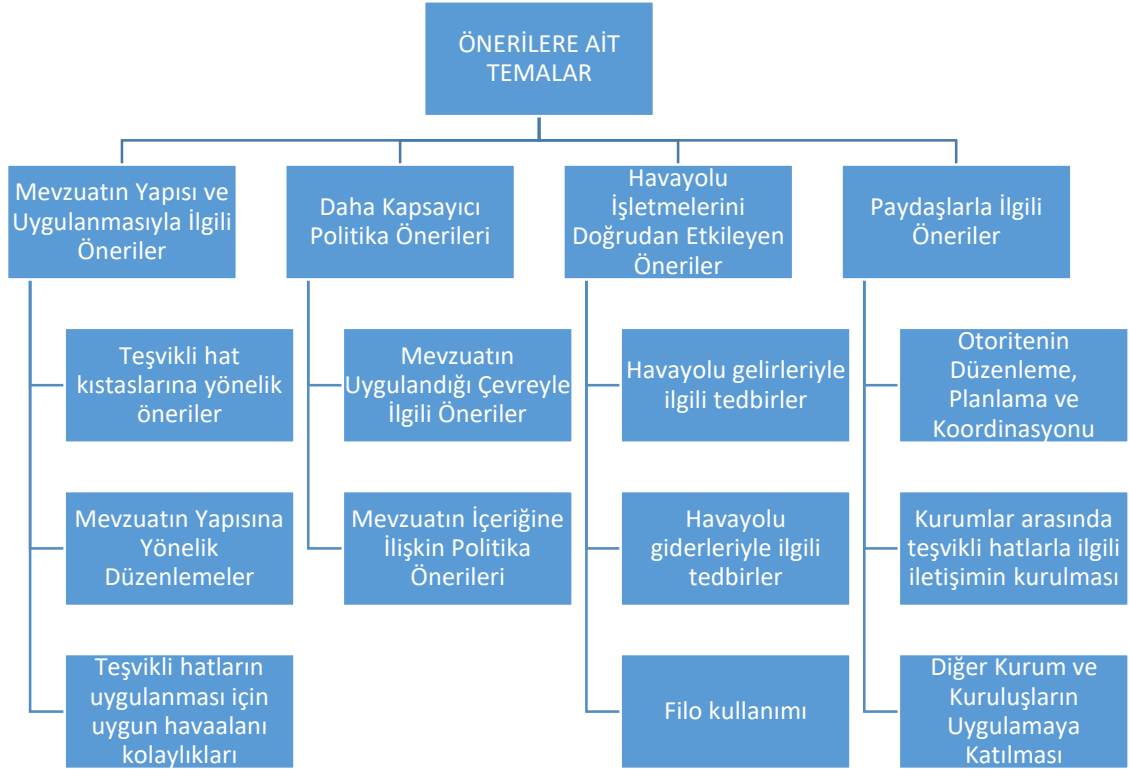 ÖNERİLERE AİT
TEMALAR
Mevzuatın Yapısı ve
Uygulanmasıyla İlgili
Öneriler
Teşvikli hat
kıstaslarına yönelik
öneriler
Mevzuatın Yapısına
Yönelik
Düzenlemeler
Teşvikli hatların
uygulanması için
uygun havaalanı
kolaylıkları
Daha Kapsayıcı
Politika Önerileri
Mevzuatın
Uygulandığı Çevreyle
İlgili Öneriler
Mevzuatın İçeriğine
İlişkin Politika
Önerileri
Havayolu
İşletmelerini
Doğrudan Etkileyen
Öneriler
Havayolu gelirleriyle
ilgili tedbirler
Havayolu
giderleriyle ilgili
tedbirler
Filo kullanımı
Paydaşlarla İlgili
Öneriler
Otoritenin
Düzenleme,
Planlama ve
Koordinasyonu
Kurumlar arasında
teşvikli hatlarla ilgili
iletişimin kurulması
Diğer Kurum ve
Kuruluşların
Uygulamaya
Katılması